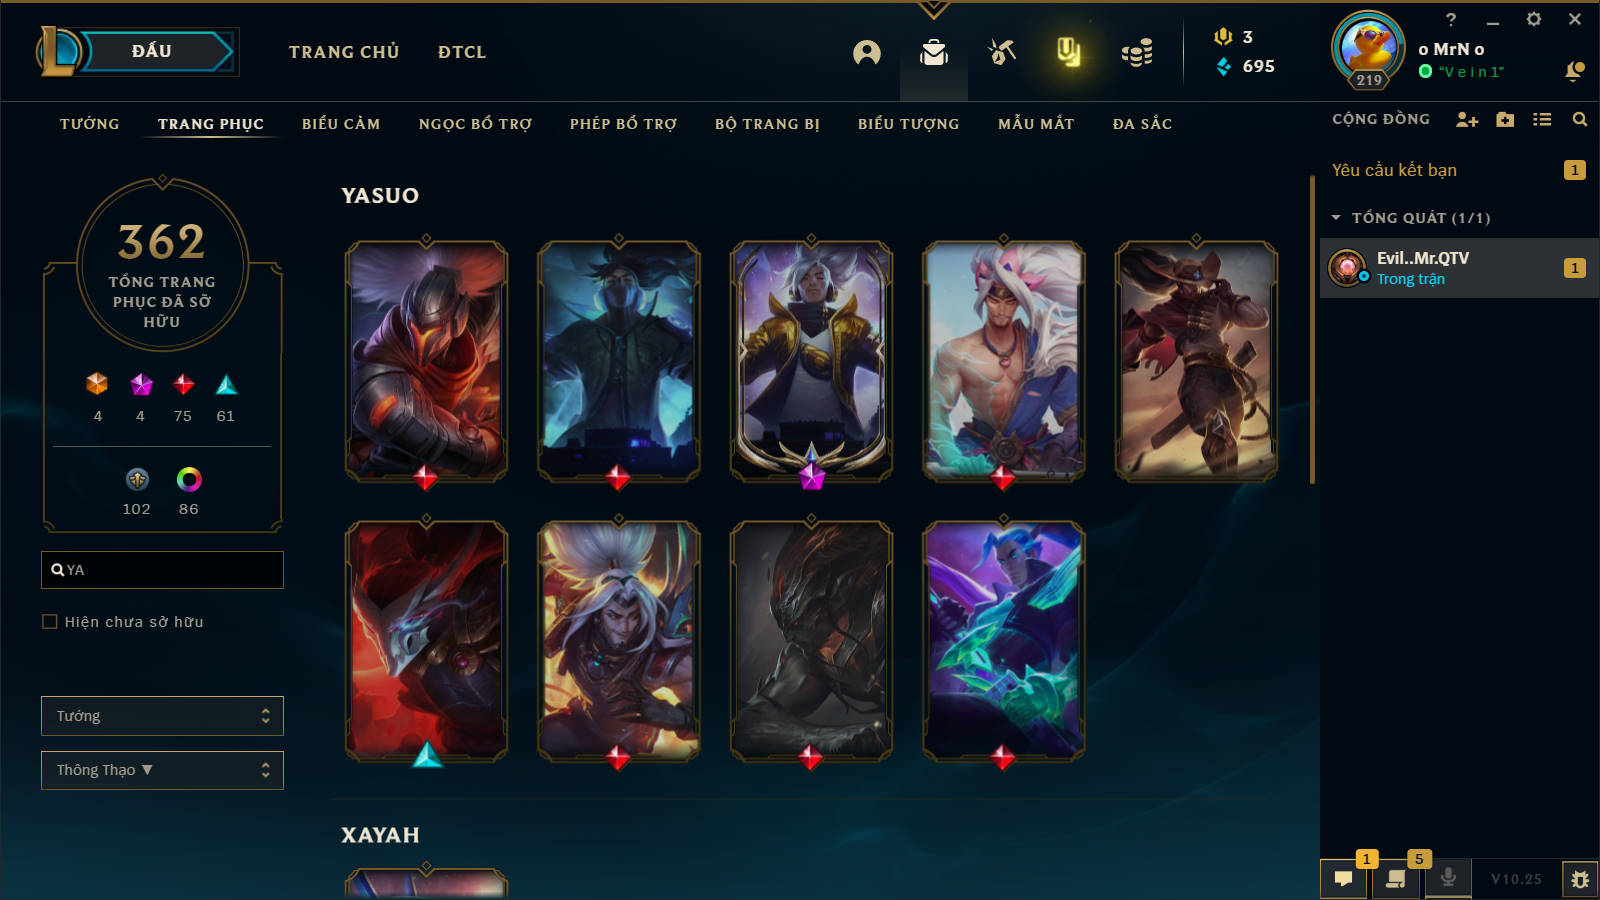 ĐẤU
TRANG CHỦ
ĐTCL
3
695
219
o MrN o
“V e i n 1”
TƯỚNG
TRANG PHỤC
BIỂU CẢM
NGỌC BỔ TRỢ
PHÉP BỔ TRỢ
BỘ TRANG BỊ
BIỂU TƯỢNG
MẪU MẮT
ĐA SẮC
CỘNG ĐỒNG
Yêu cầu kết bạn
1
TỔNG QUÁT (1/1)
Evil..Mr.QTV
Trong trận
1
362
TỔNG TRANG
PHỤC ĐÃ SỠ
HỮU
4
4
75
61
102
86
YA
Hiện chưa sở hữu
Tướng
Thông Thạo ▼
YASUO
XAYAH
1
5
V10.25